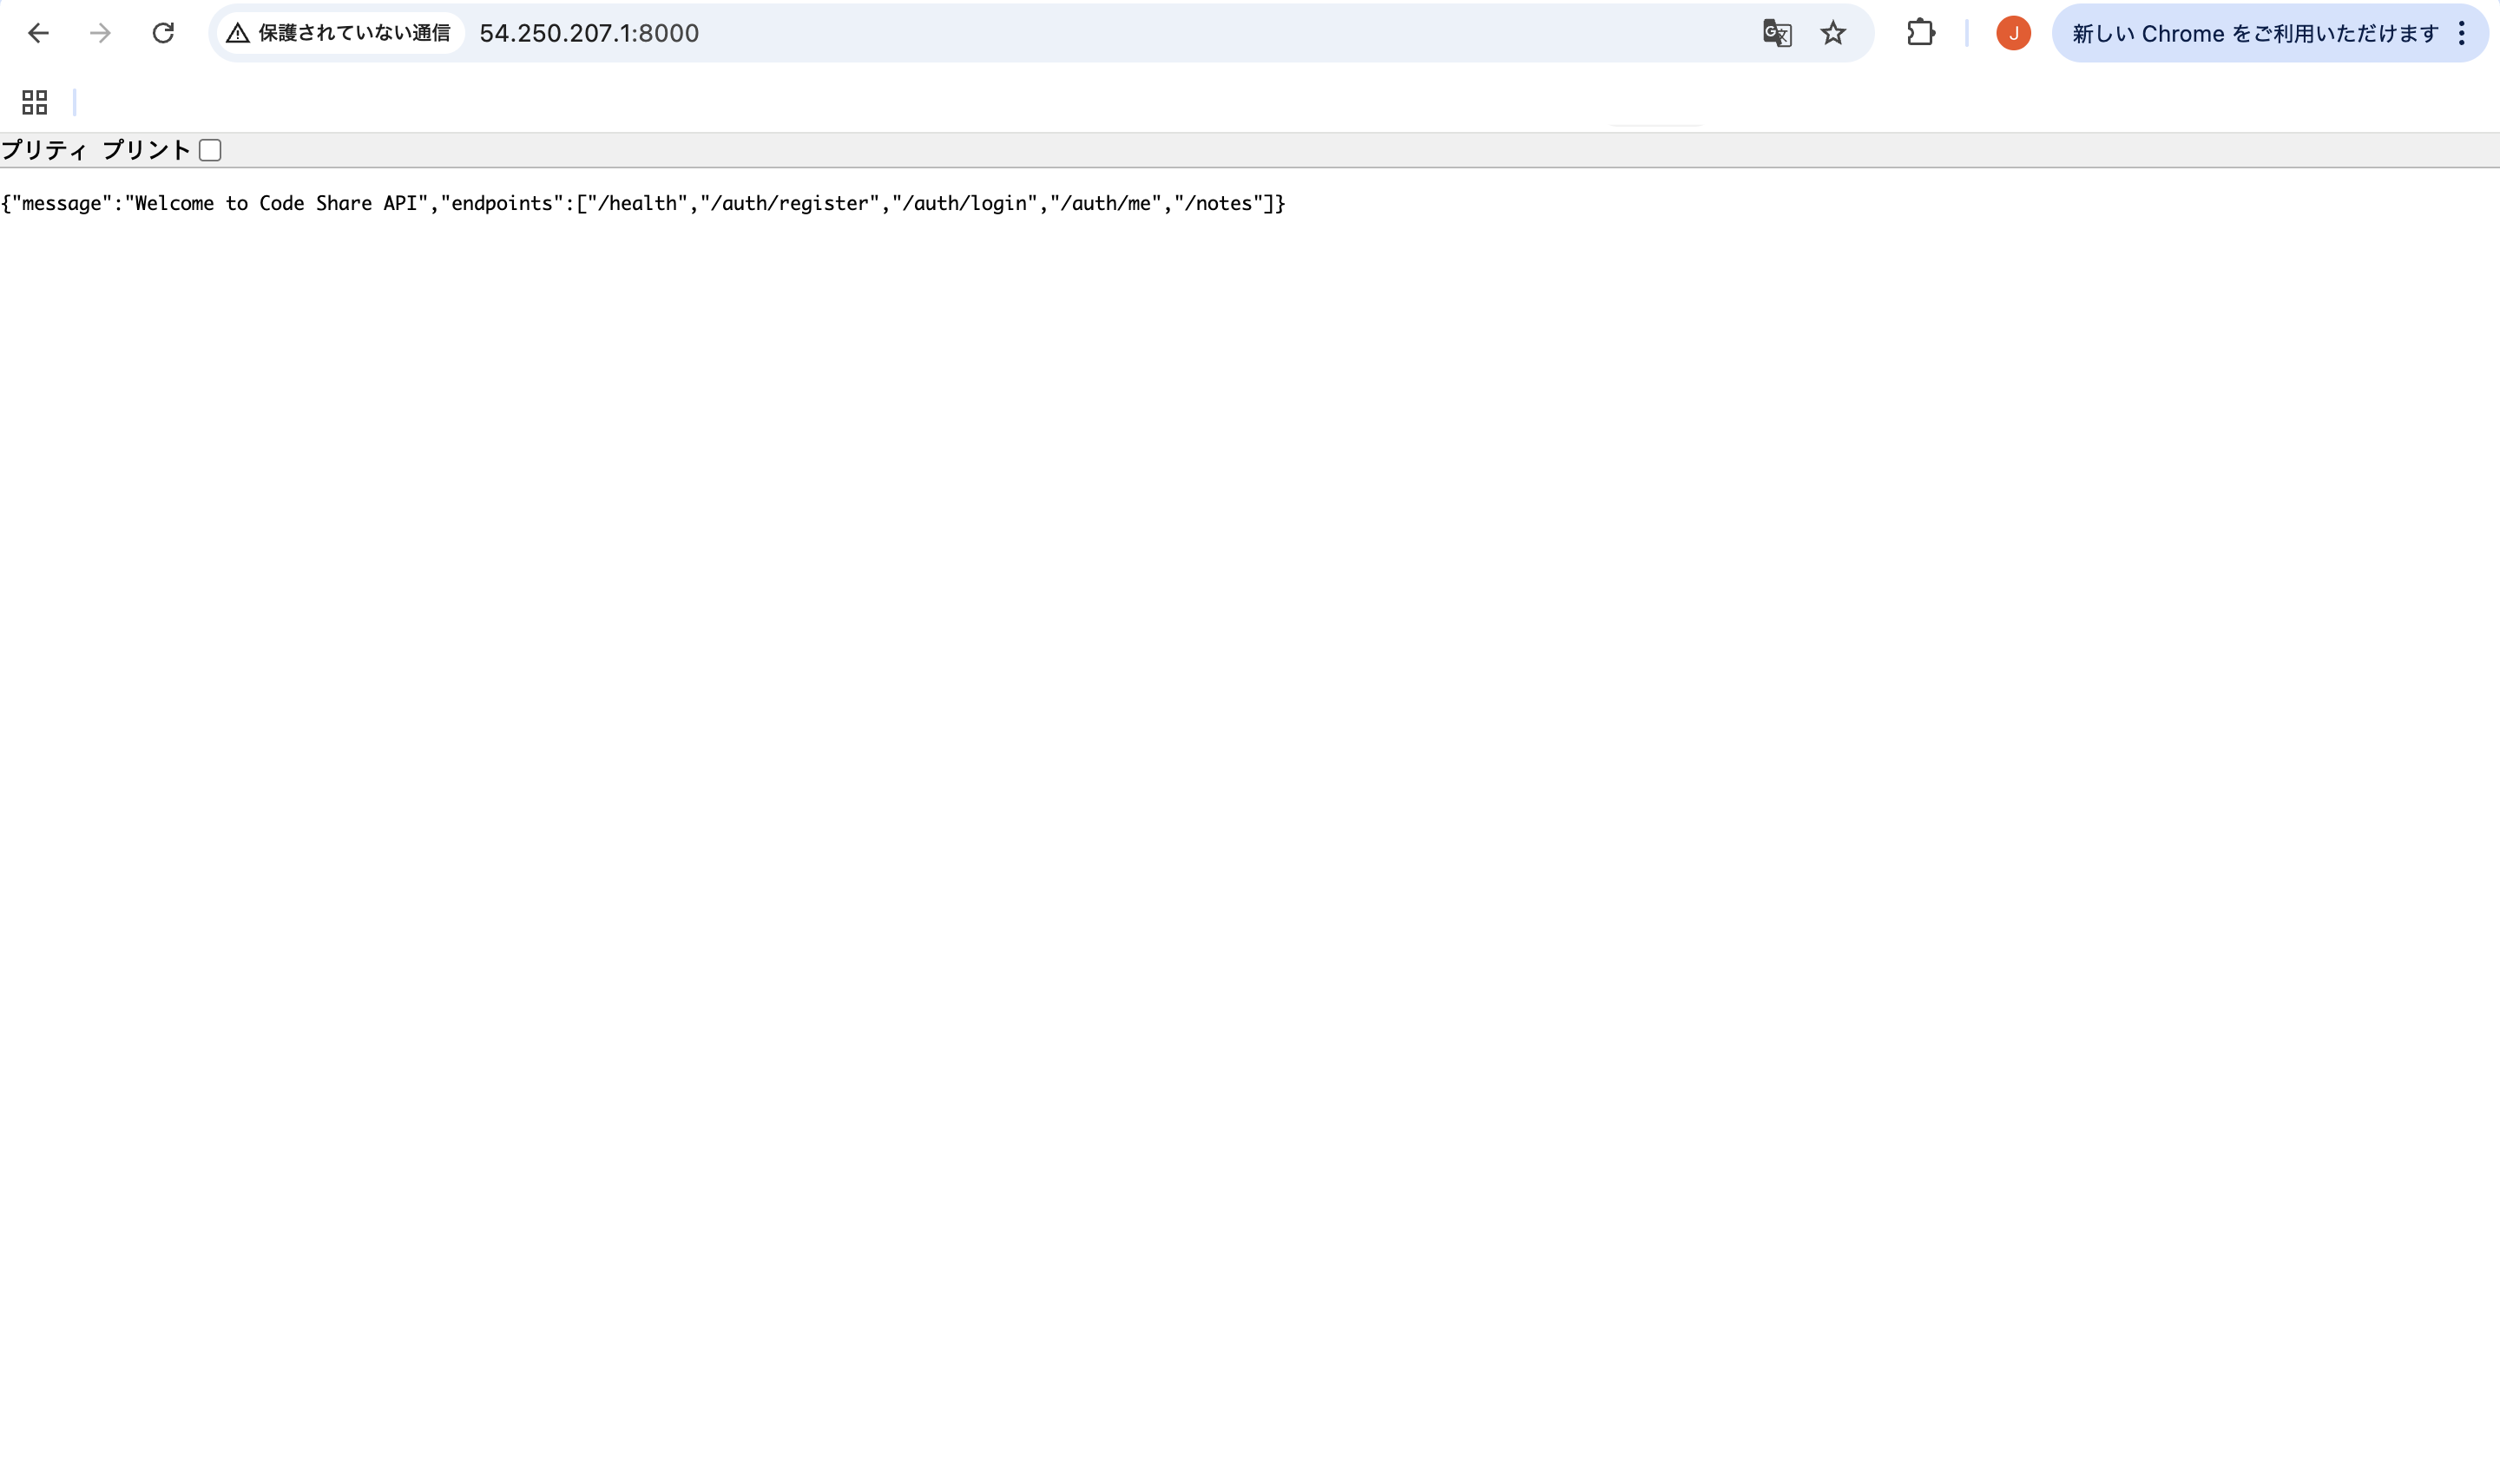 保護されていない通信 54.250.207.1:8000 J 新しい Chrome をご利用いただけます
プリティ プリント
{"message":"Welcome to Code Share API","endpoints":["/health","/auth/register","/auth/login","/auth/me","/notes"]}